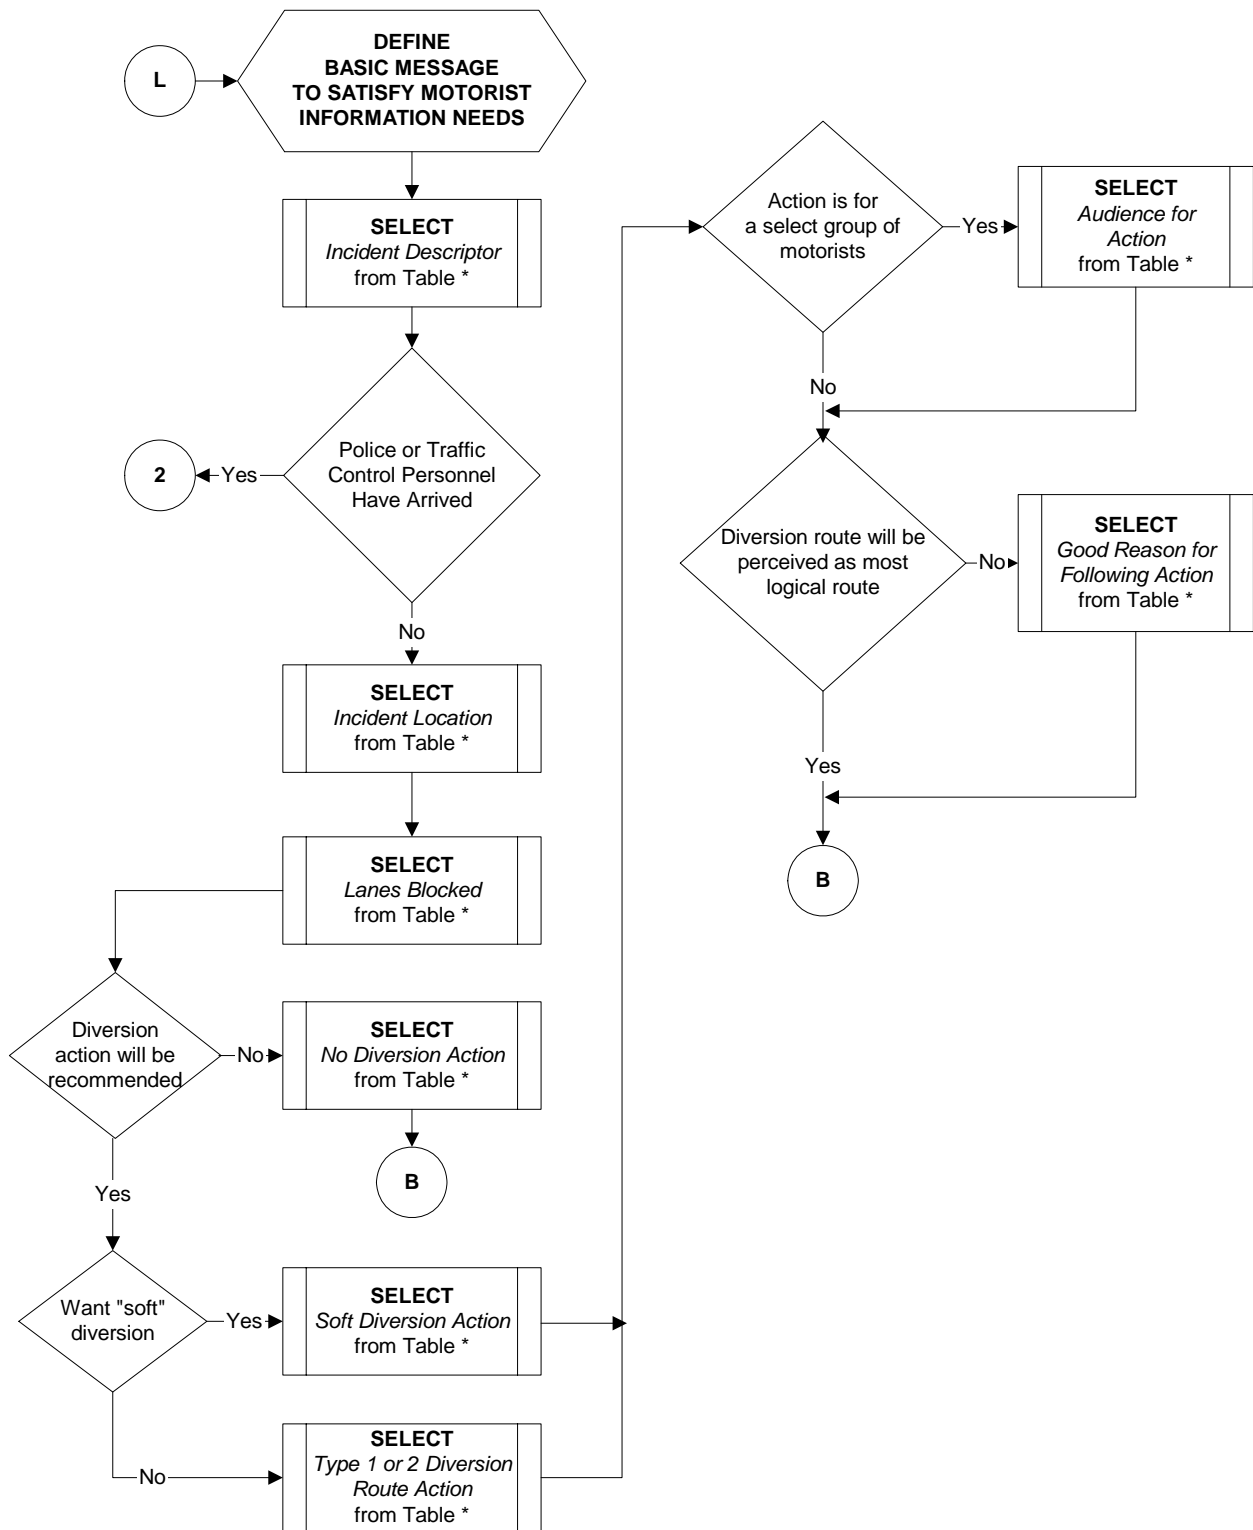 L
DEFINE
BASIC MESSAGE
TO SATISFY MOTORIST
INFORMATION NEEDS
SELECT
Incident Descriptor
from Table *
Police or Traffic
Control Personnel
Have Arrived
Yes
2
No
SELECT
Incident Location
from Table *
SELECT
Lanes Blocked
from Table *
Diversion
action will be
recommended
No
SELECT
No Diversion Action
from Table *
B
Yes
Want "soft"
diversion
Yes
SELECT
Soft Diversion Action
from Table *
No
SELECT
Type 1 or 2 Diversion
Route Action
from Table *
Action is for
a select group of
motorists
Yes
SELECT
Audience for
Action
from Table *
No
Diversion route will be
perceived as most
logical route
No
SELECT
Good Reason for
Following Action
from Table *
Yes
B